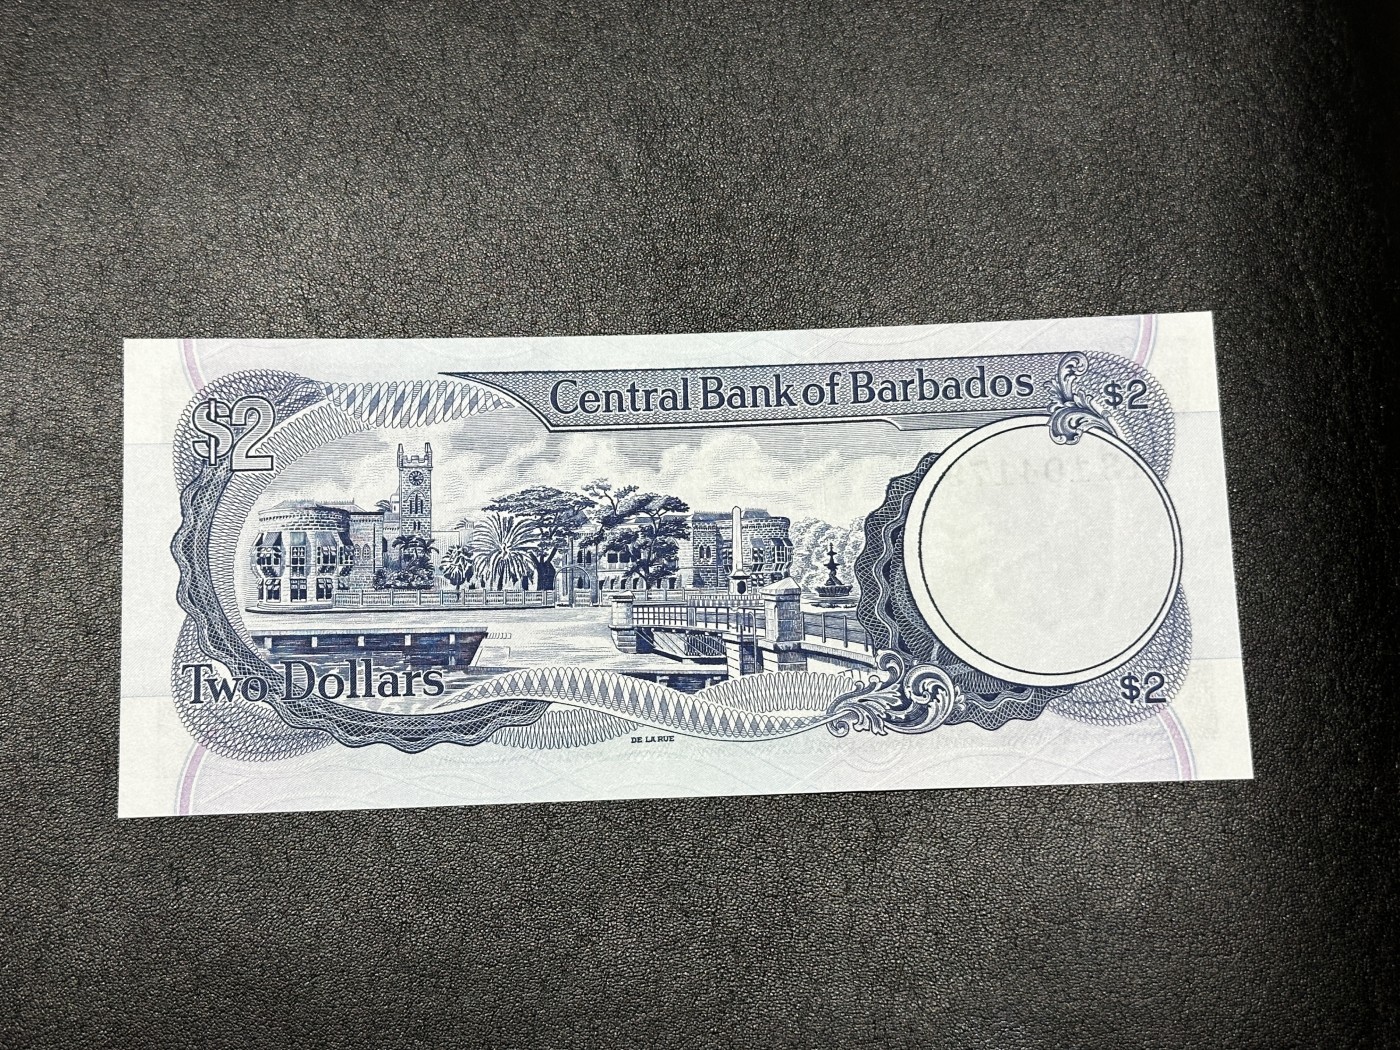 Central Bank of Barbados
$2
$2
Two Dollars
$2
DE LA RUE